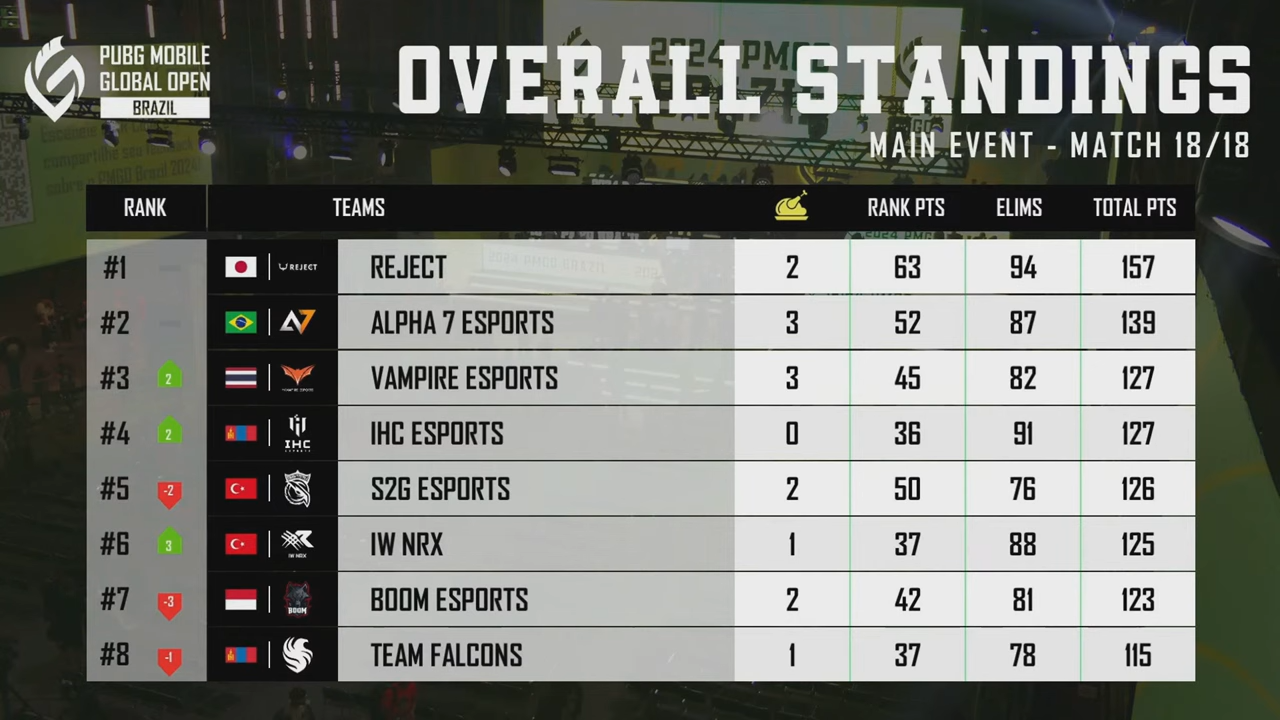 PUBG MOBILE
GLOBAL OPEN
BRAZIL
OVERALL STANDINGS
MAIN EVENT - MATCH 18/18
RANK TEAMS RANK PTS ELIMS TOTAL PTS
#1 REJECT REJECT 2 63 94 157
#2 A7 ALPHA 7 ESPORTS 3 52 87 139
#3 2 VAMPIRE ESPORTS 3 45 82 127
#4 2 IHC ESPORTS IHC ESPORTS 0 36 91 127
#5 -2 S2G ESPORTS 2 50 76 126
#6 3 IW NRX IW NRX 1 37 88 125
#7 -3 BOOM BOOM ESPORTS 2 42 81 123
#8 -1 TEAM FALCONS 1 37 78 115